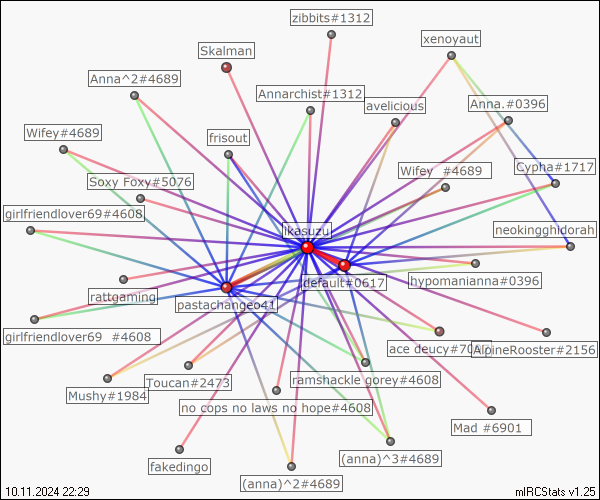 zibbits#1312
xenoyaut
Skalman
Anna^2#4689
Annarchist#1312
avelicious
Anna.#0396
Wifey#4689
frisout
Soxy Foxy#5076
Wifey  #4689
Cypha#1717
girlfriendlover69#4608
ikasuzu
neokingghidorah
rattgaming
pastachangeo41
default#0617
hypomanianna#0396
girlfriendlover69  #4608
ace deucy#70
AlpineRooster#2156
Mushy#1984
Toucan#2473
ramshackle gorey#4608
no cops no laws no hope#4608
Mad #6901
fakedingo
(anna)^2#4689
(anna)^3#4689
10.11.2024 22:29
mIRCStats v1.25